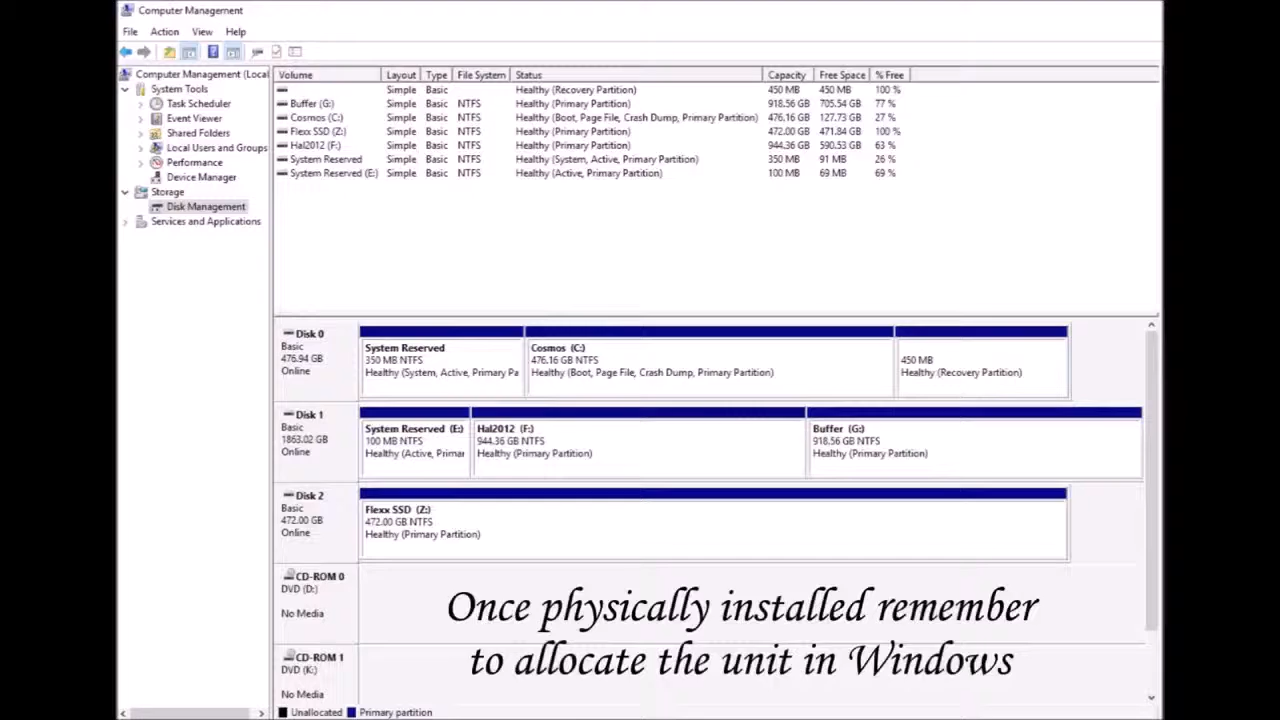 Computer Management
File Action View Help
Computer Management (Local
System Tools
Task Scheduler
Event Viewer
Shared Folders
Local Users and Groups
Performance
Device Manager
Storage
Disk Management
Services and Applications
Volume Layout Type File System Status Capacity Free Space % Free
Simple Basic Healthy (Recovery Partition) 450 MB 450 MB 100 %
Buffer (G:) Simple Basic NTFS Healthy (Primary Partition) 918.56 GB 705.54 GB 77 %
Cosmos (C:) Simple Basic NTFS Healthy (Boot, Page File, Crash Dump, Primary Partition) 476.16 GB 127.73 GB 27 %
Flexx SSD (Z:) Simple Basic NTFS Healthy (Primary Partition) 472.00 GB 471.84 GB 100 %
Hal2012 (F:) Simple Basic NTFS Healthy (Primary Partition) 944.36 GB 590.53 GB 63 %
System Reserved Simple Basic NTFS Healthy (System, Active, Primary Partition) 350 MB 91 MB 26 %
System Reserved (E:) Simple Basic NTFS Healthy (Active, Primary Partition) 100 MB 69 MB 69 %
Disk 0
Basic
476.94 GB
Online
System Reserved
350 MB NTFS
Healthy (System, Active, Primary Pa
Cosmos (C:)
476.16 GB NTFS
Healthy (Boot, Page File, Crash Dump, Primary Partition)
450 MB
Healthy (Recovery Partition)
Disk 1
Basic
1863.02 GB
Online
System Reserved (E:)
100 MB NTFS
Healthy (Active, Primar
Hal2012 (F:)
944.36 GB NTFS
Healthy (Primary Partition)
Buffer (G:)
918.56 GB NTFS
Healthy (Primary Partition)
Disk 2
Basic
472.00 GB
Online
Flexx SSD (Z:)
472.00 GB NTFS
Healthy (Primary Partition)
CD-ROM 0
DVD (D:)
No Media
CD-ROM 1
DVD (K:)
No Media
Once physically installed remember
to allocate the unit in Windows
Unallocated Primary partition